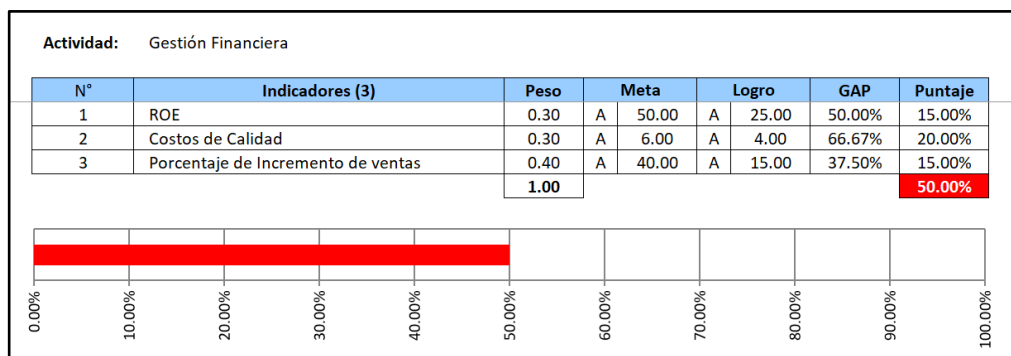 Actividad: Gestión Financiera
N° Indicadores (3) Peso Meta Logro GAP Puntaje
1 ROE 0.30 A 50.00 A 25.00 50.00% 15.00%
2 Costos de Calidad 0.30 A 6.00 A 4.00 66.67% 20.00%
3 Porcentaje de Incremento de ventas 0.40 A 40.00 A 15.00 37.50% 15.00%
1.00 50.00%
0.00% 10.00% 20.00% 30.00% 40.00% 50.00% 60.00% 70.00% 80.00% 90.00% 100.00%